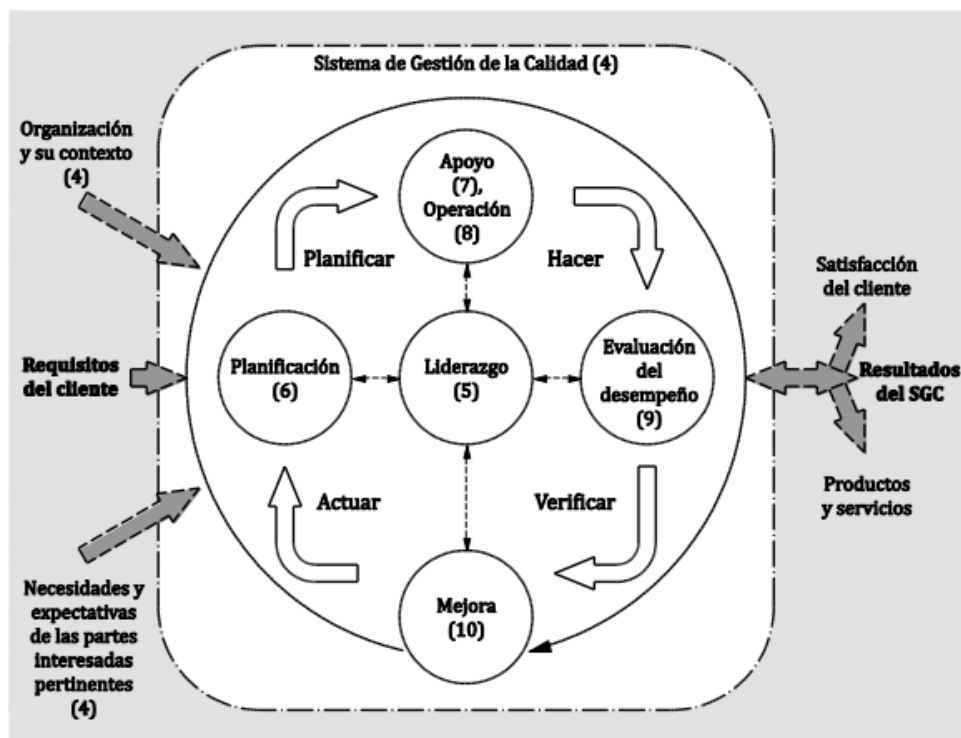 Sistema de Gestión de la Calidad (4)
Organización
y su contexto
(4)
Apoyo
(7),
Operación
(8)
Planificar
Hacer
Satisfacción
del cliente
Requisitos
del cliente
Planificación
(6)
Liderazgo
(5)
Evaluación
del
desempeño
(9)
Resultados
del SGC
Actuar
Verificar
Productos
y servicios
Necesidades y
expectativas
de las partes
interesadas
pertinentes
(4)
Mejora
(10)